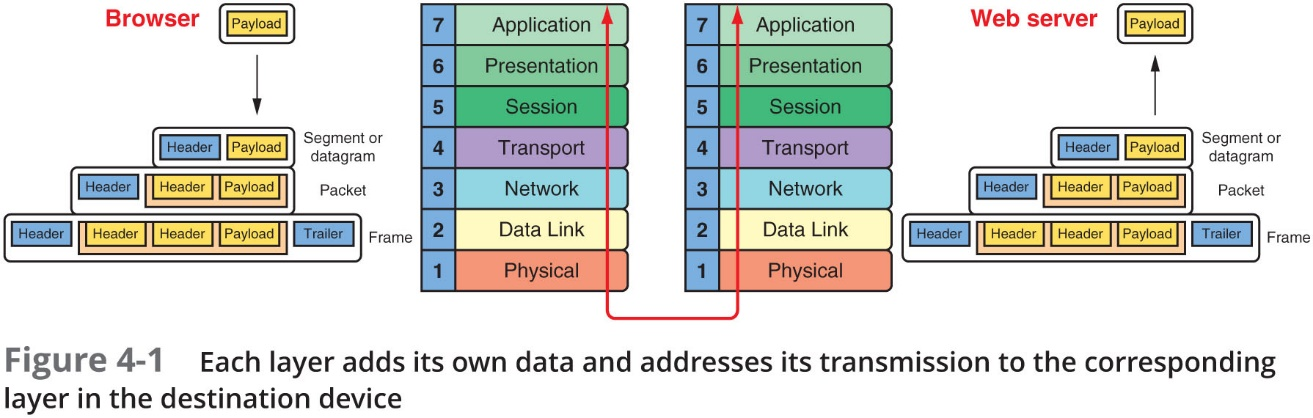 Browser
Payload
Header Payload
Segment or
datagram
Header Header Payload
Packet
Header Header Header Payload Trailer
Frame
7 Application
6 Presentation
5 Session
4 Transport
3 Network
2 Data Link
1 Physical
7 Application
6 Presentation
5 Session
4 Transport
3 Network
2 Data Link
1 Physical
Web server
Payload
Header Payload
Segment or
datagram
Header Header Payload
Packet
Header Header Header Payload Trailer
Frame
Figure 4-1 Each layer adds its own data and addresses its transmission to the corresponding
layer in the destination device